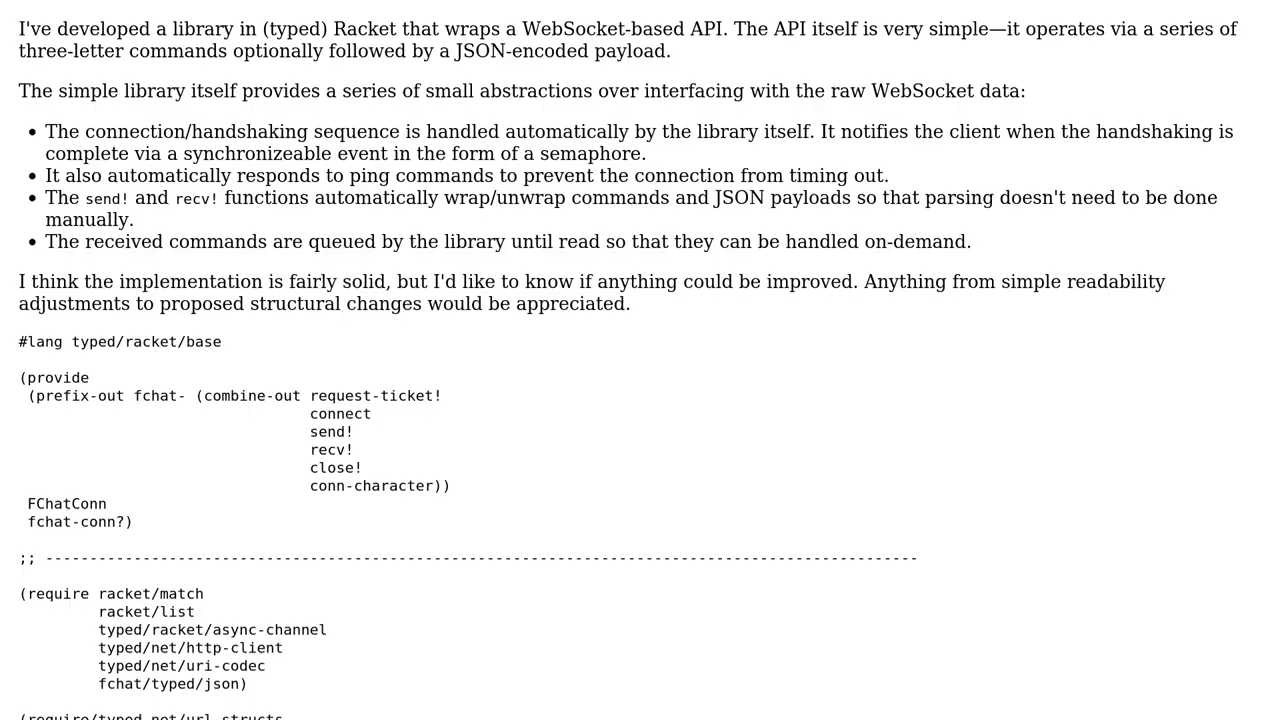 I've developed a library in (typed) Racket that wraps a WebSocket-based API. The API itself is very simple—it operates via a series of
three-letter commands optionally followed by a JSON-encoded payload.
The simple library itself provides a series of small abstractions over interfacing with the raw WebSocket data:
• The connection/handshaking sequence is handled automatically by the library itself. It notifies the client when the handshaking is
complete via a synchronizeable event in the form of a semaphore.
• It also automatically responds to ping commands to prevent the connection from timing out.
• The send! and recv! functions automatically wrap/unwrap commands and JSON payloads so that parsing doesn't need to be done
manually.
• The received commands are queued by the library until read so that they can be handled on-demand.
I think the implementation is fairly solid, but I'd like to know if anything could be improved. Anything from simple readability
adjustments to proposed structural changes would be appreciated.
#lang typed/racket/base
(provide
 (prefix-out fchat- (combine-out request-ticket!
                                 connect
                                 send!
                                 recv!
                                 close!
                                 conn-character))
 FChatConn
 fchat-conn?)
;; ---------------------------------------------------------------------------------------------------
(require racket/match
         racket/list
         typed/racket/async-channel
         typed/net/http-client
         typed/net/uri-codec
         fchat/typed/json)
(require/typed net/url-structs